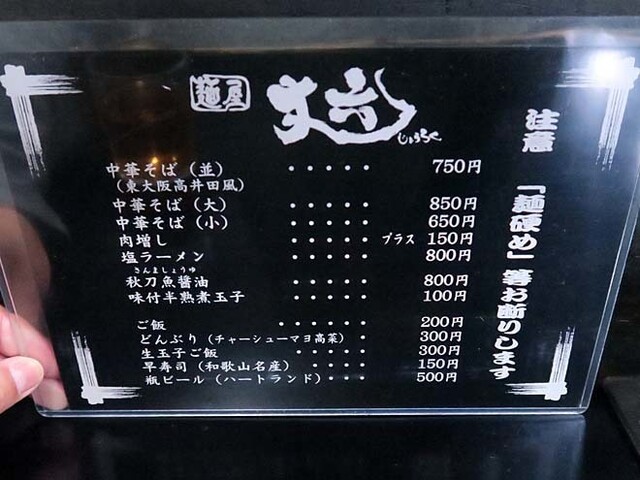 麺屋 丈六
じょうろく
中華そば（並） ・・・・・ 750円
（東大阪高井田風）
中華そば（大） ・・・・・ 850円
中華そば（小） ・・・・・ 650円
肉増し ・・・・・ プラス 150円
塩ラーメン ・・・・・ 800円
さんましょうゆ
秋刀魚醤油 ・・・・・ 800円
味付半熟煮玉子 ・・・・・ 100円
ご飯 ・・・・・・ 200円
どんぶり（チャーシューマヨ高菜）・ 300円
生玉子ご飯 ・・・・・ 300円
早寿司（和歌山名産） ・・・・ 150円
瓶ビール（ハートランド）・・・ 500円
注意 「麺硬め」等お断りします